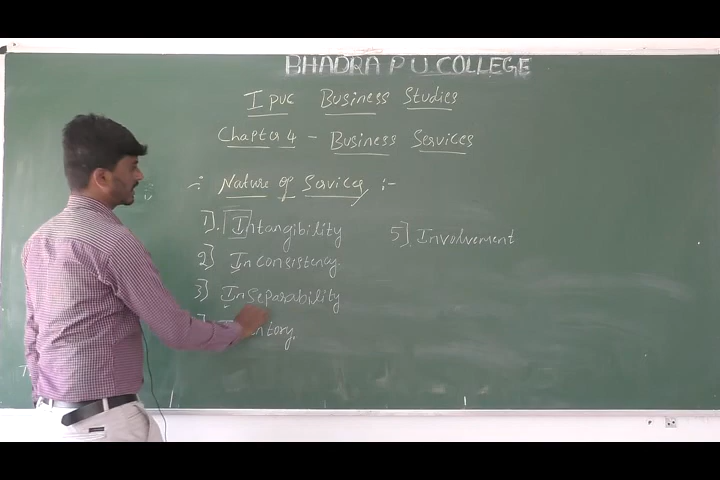 BHADRA P U COLLEGE
I PUC Business Studies
Chapter 4 - Business Services
Nature of Services :-
1]. Intangibility
2] Inconsistency
3] Inseparability
5]. Involvement